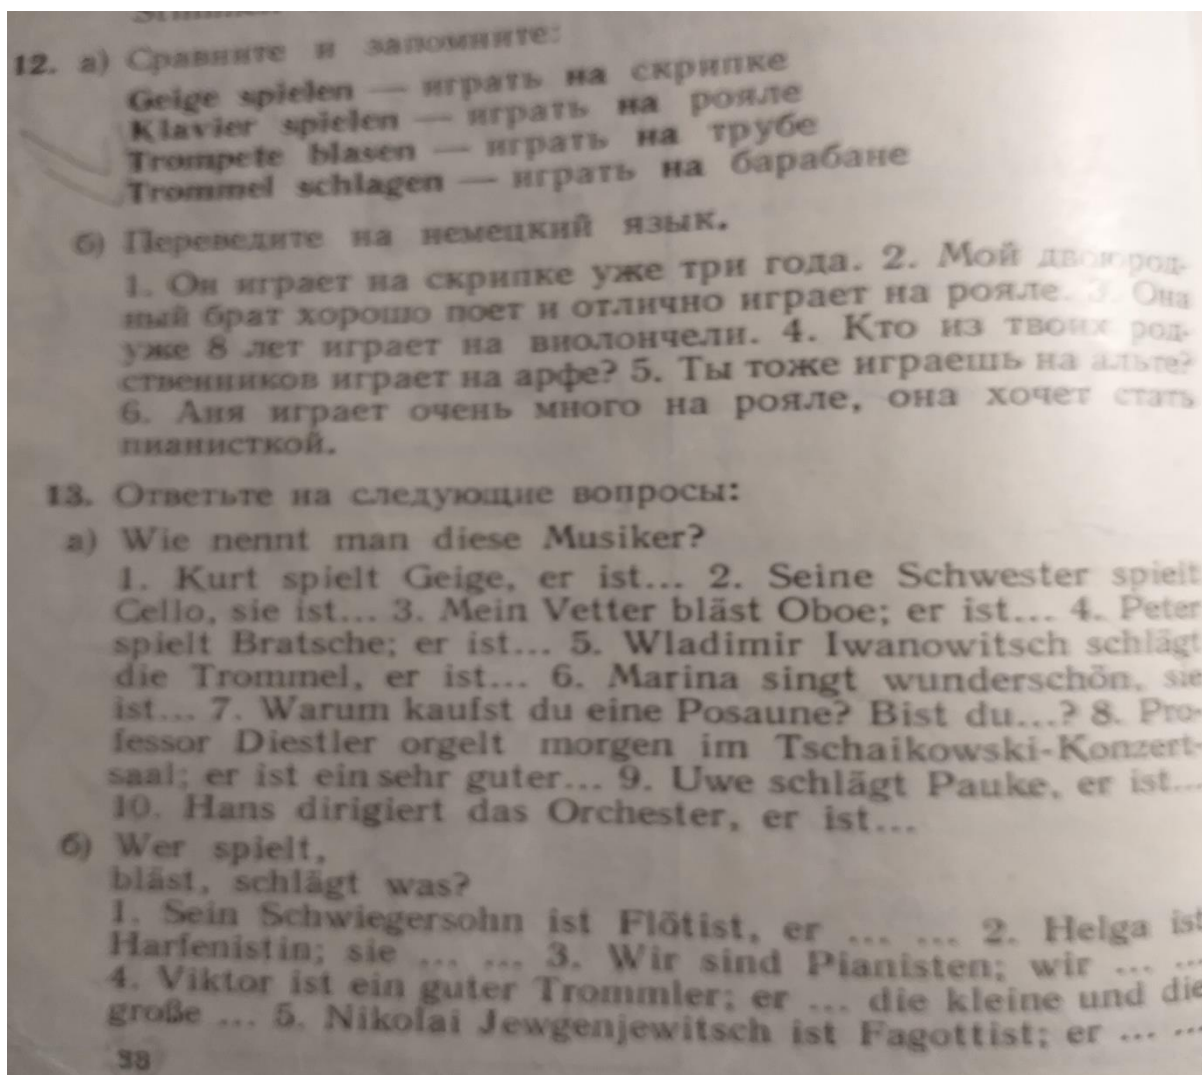 12. а) Сравните и запомните:
Geige spielen — играть на скрипке
Klavier spielen — играть на рояле
Trompete blasen — играть на трубе
Trommel schlagen — играть на барабане
б) Переведите на немецкий язык.
1. Он играет на скрипке уже три года. 2. Мой двоюрод-
ный брат хорошо поет и отлично играет на рояле. 3. Она
уже 8 лет играет на виолончели. 4. Кто из твоих род-
ственников играет на арфе? 5. Ты тоже играешь на альте?
6. Аня играет очень много на рояле, она хочет стать
пианисткой.
13. Ответьте на следующие вопросы:
а) Wie nennt man diese Musiker?
1. Kurt spielt Geige, er ist... 2. Seine Schwester spielt
Cello, sie ist... 3. Mein Vetter bläst Oboe; er ist... 4. Peter
spielt Bratsche; er ist... 5. Wladimir Iwanowitsch schlägt
die Trommel, er ist... 6. Marina singt wunderschön, sie
ist... 7. Warum kaufst du eine Posaune? Bist du...? 8. Pro-
fessor Diestler orgelt morgen im Tschaikowski-Konzert-
saal; er ist ein sehr guter... 9. Uwe schlägt Pauke, er ist...
10. Hans dirigiert das Orchester, er ist...
б) Wer spielt,
bläst, schlägt was?
1. Sein Schwiegersohn ist Flötist, er ... ... 2. Helga ist
Harfenistin; sie ... ... 3. Wir sind Pianisten; wir ... ...
4. Viktor ist ein guter Trommler; er ... die kleine und die
große ... 5. Nikolai Jewgenjewitsch ist Fagottist; er ... ...
38